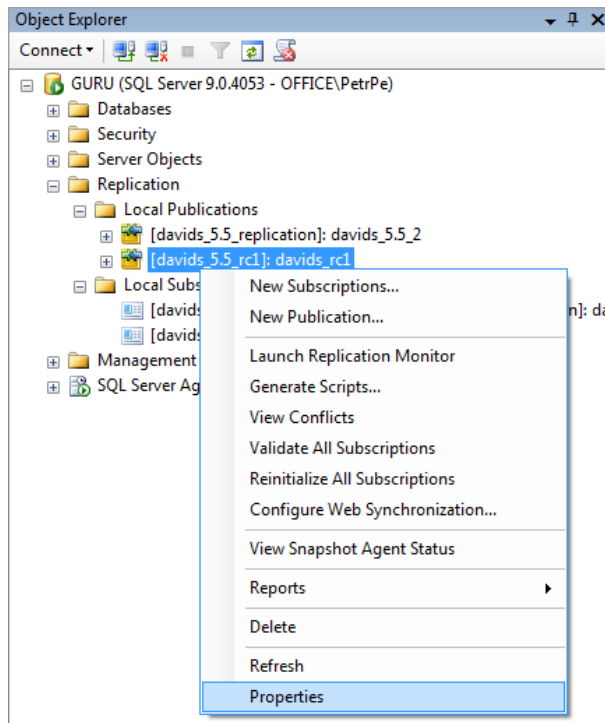 Object Explorer
Connect
GURU (SQL Server 9.0.4053 - OFFICE\PetrPe)
Databases
Security
Server Objects
Replication
Local Publications
[davids_5.5_replication]: davids_5.5_2
[davids_5.5_rc1]: davids_rc1
Local Subs
[davids
n]: da
[davids
Management
SQL Server Ag
New Subscriptions...
New Publication...
Launch Replication Monitor
Generate Scripts...
View Conflicts
Validate All Subscriptions
Reinitialize All Subscriptions
Configure Web Synchronization...
View Snapshot Agent Status
Reports
Delete
Refresh
Properties